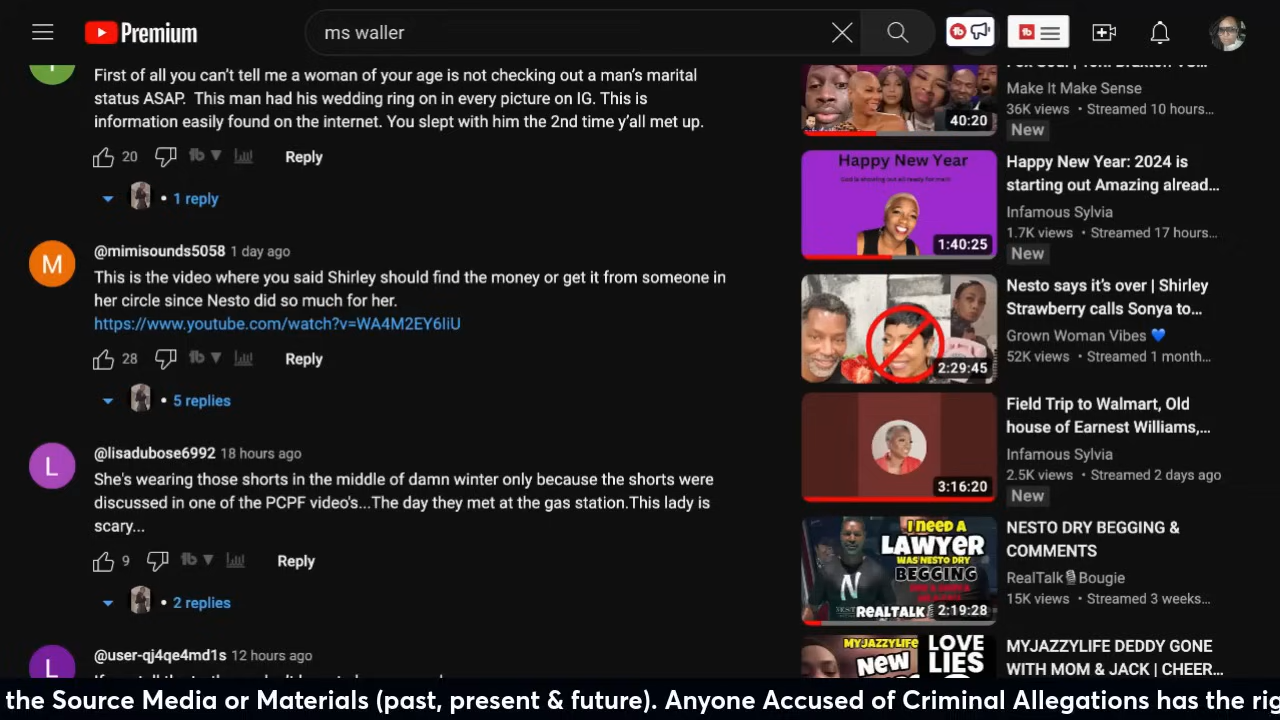 Premium
ms waller
First of all you can't tell me a woman of your age is not checking out a man's marital
status ASAP. This man had his wedding ring on in every picture on IG. This is
information easily found on the internet. You slept with him the 2nd time y'all met up.
20
Reply
1 reply
M
@mimisounds5058 1 day ago
This is the video where you said Shirley should find the money or get it from someone in
her circle since Nesto did so much for her.
https://www.youtube.com/watch?v=WA4M2EY6IiU
28
Reply
5 replies
L
@lisadubose6992 18 hours ago
She's wearing those shorts in the middle of damn winter only because the shorts were
discussed in one of the PCPF video's...The day they met at the gas station.This lady is
scary...
9
Reply
2 replies
L
12 hours ago
Make It Make Sense
36K views • Streamed 10 hours...
New
40:20
Happy New Year
1:40:25
Happy New Year: 2024 is
starting out Amazing alread...
Infamous Sylvia
1.7K views • Streamed 17 hours...
New
2:29:45
Nesto says it's over | Shirley
Strawberry calls Sonya to...
Grown Woman Vibes 💙
52K views • Streamed 1 month...
3:16:20
Field Trip to Walmart, Old
house of Earnest Williams,...
Infamous Sylvia
2.5K views • Streamed 2 days ago
New
I NEED A
LAWYER
WAS NESTO DRY
BEGGING
REALTALK
2:19:28
NESTO DRY BEGGING &
COMMENTS
RealTalk🎙Bougie
15K views • Streamed 3 weeks...
MYJAZZYLIFE
NEW
LOVE
LIES
MYJAZZYLIFE DEDDY GONE
WITH MOM & JACK | CHEER...
the Source Media or Materials (past, present & future). Anyone Accused of Criminal Allegations has the rig